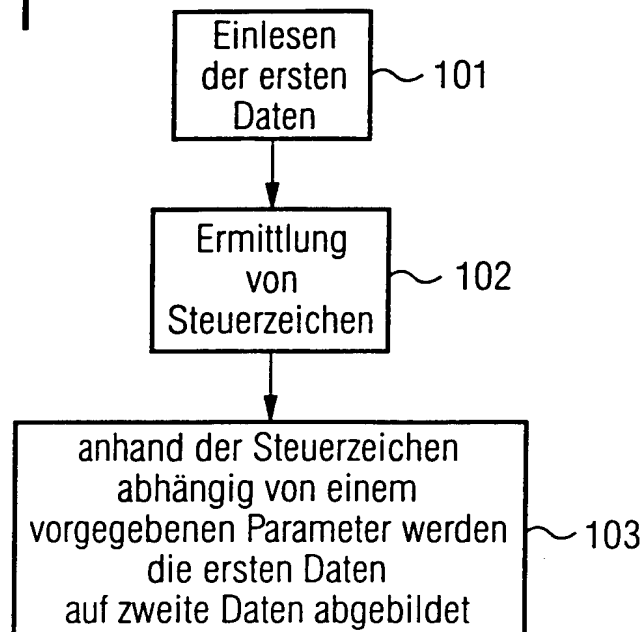 Einlesen
der ersten
Daten
101
Ermittlung
von
Steuerzeichen
102
anhand der Steuerzeichen
abhängig von einem
vorgegebenen Parameter werden
die ersten Daten
auf zweite Daten abgebildet
103